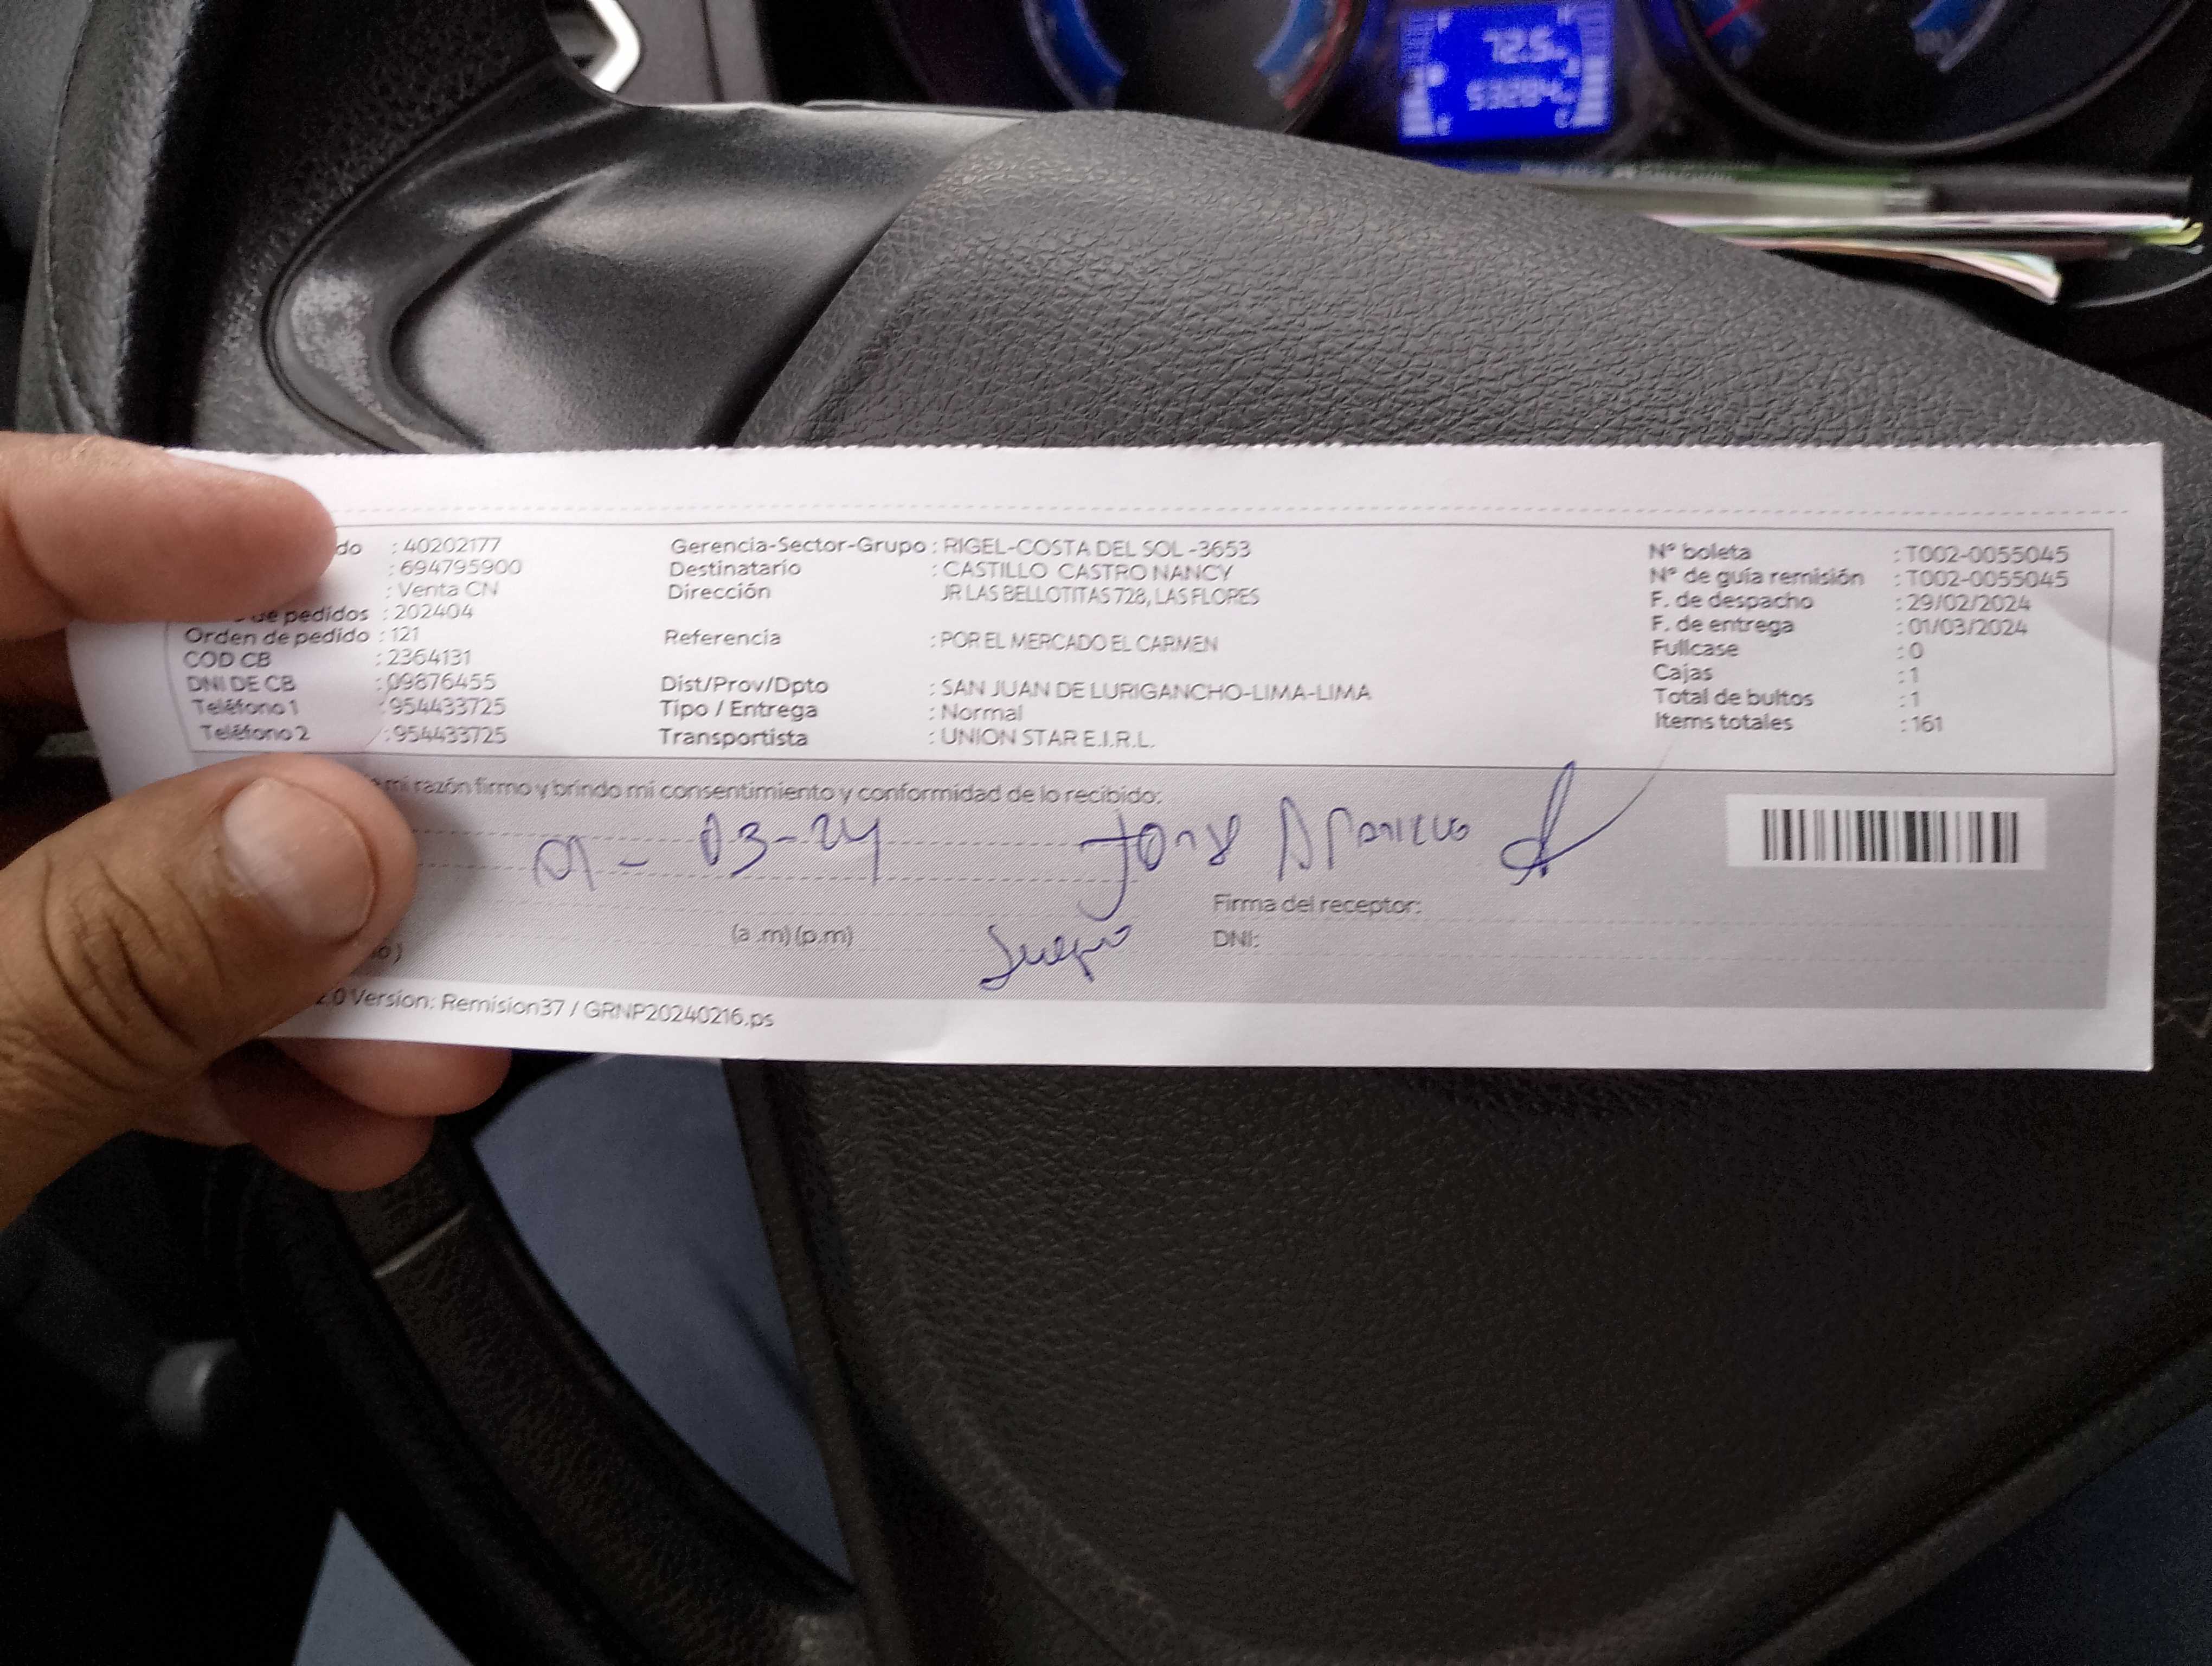 do : 40202177
: 694795900
: Venta CN
de pedidos : 202404
Orden de pedido : 121
COD CB : 2364131
DNI DE CB : 09876455
Teléfono 1 : 954433725
Teléfono 2 : 954433725
Gerencia-Sector-Grupo : RIGEL-COSTA DEL SOL -3653
Destinatario : CASTILLO CASTRO NANCY
Dirección JR LAS BELLOTITAS 728, LAS FLORES
Referencia : POR EL MERCADO EL CARMEN
Dist/Prov/Dpto : SAN JUAN DE LURIGANCHO-LIMA-LIMA
Tipo / Entrega : Normal
Transportista : UNION STAR E.I.R.L.
N° boleta : T002-0055045
N° de guía remisión : T002-0055045
F. de despacho : 29/02/2024
F. de entrega : 01/03/2024
Fullcase : 0
Cajas : 1
Total de bultos : 1
Items totales : 161
mi razón firmo y brindo mi consentimiento y conformidad de lo recibido:
01 - 03-24
(a .m) (p.m)
Suegro
Firma del receptor:
DNI:
2.0 Version: Remision37 / GRNP20240216.ps